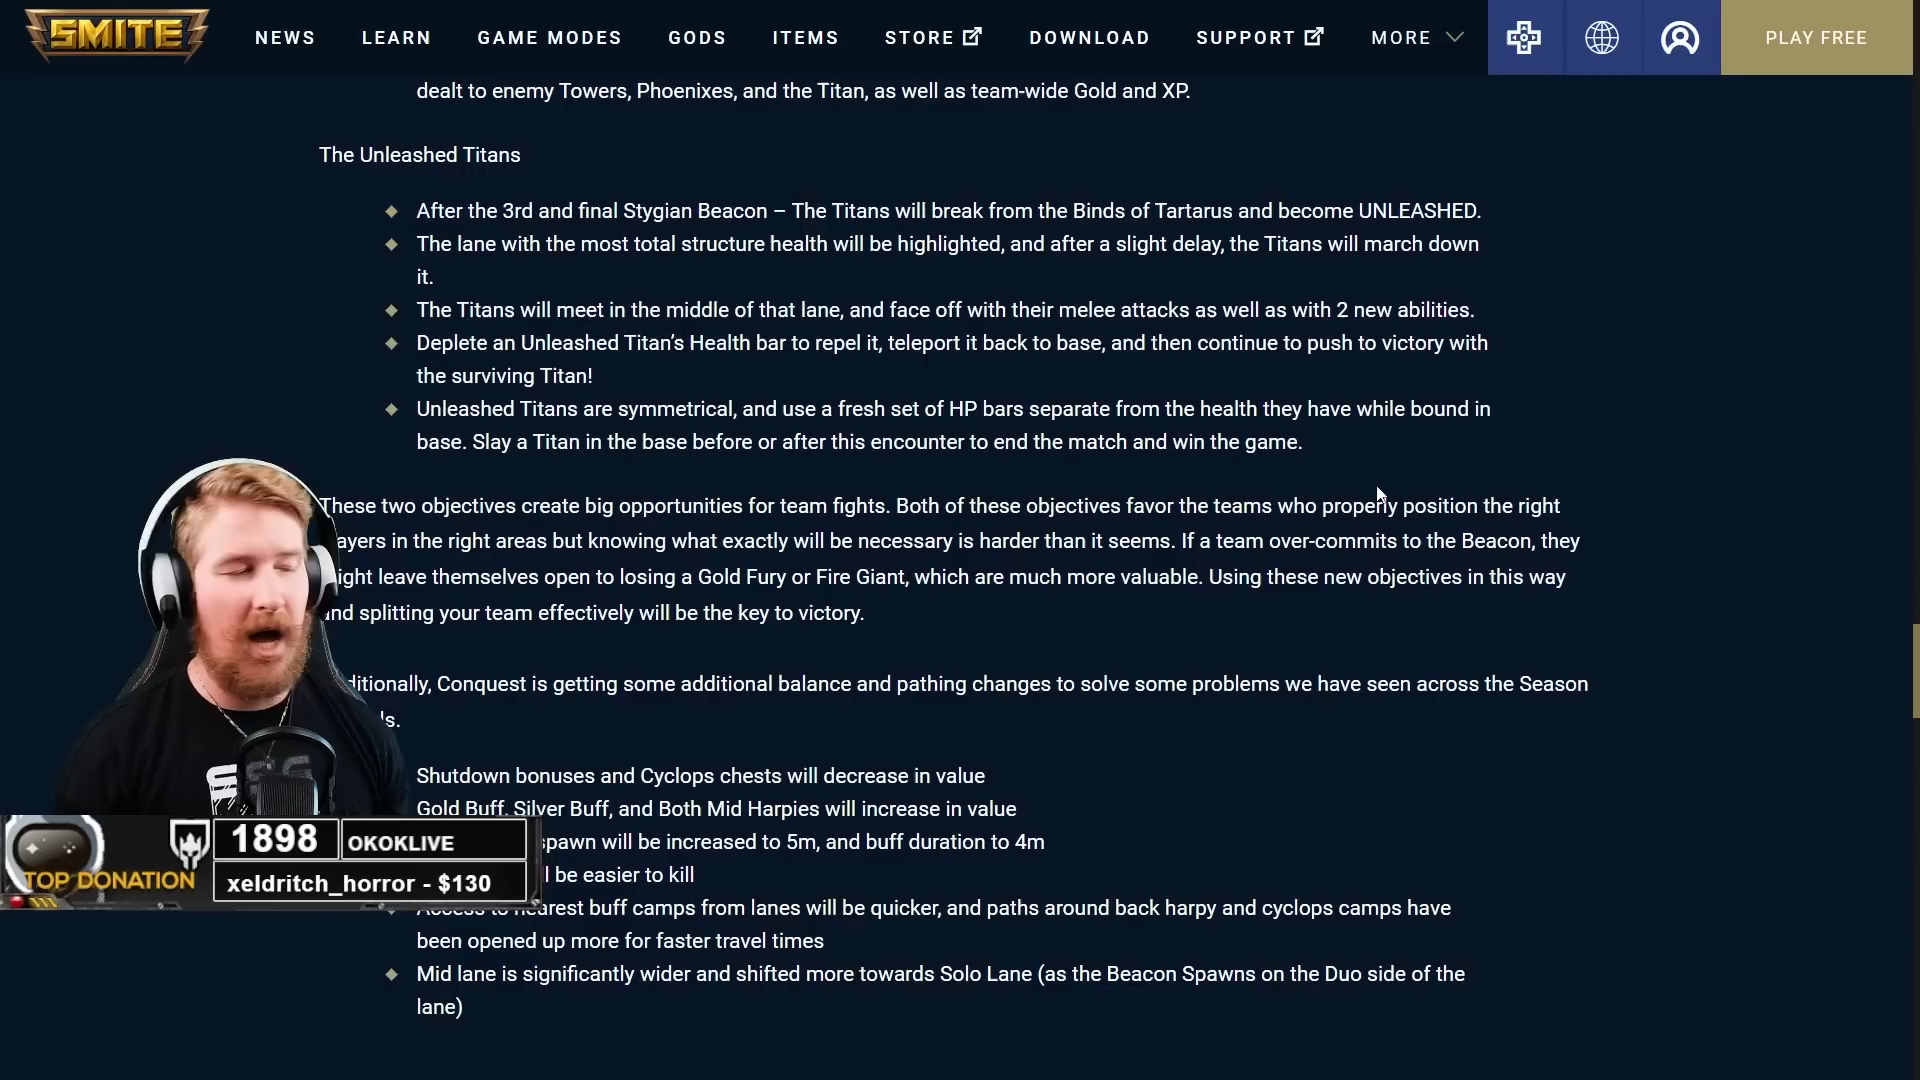 SMITE
NEWS LEARN GAME MODES GODS ITEMS STORE DOWNLOAD SUPPORT MORE PLAY FREE
dealt to enemy Towers, Phoenixes, and the Titan, as well as team-wide Gold and XP.
The Unleashed Titans
After the 3rd and final Stygian Beacon – The Titans will break from the Binds of Tartarus and become UNLEASHED.
The lane with the most total structure health will be highlighted, and after a slight delay, the Titans will march down
it.
The Titans will meet in the middle of that lane, and face off with their melee attacks as well as with 2 new abilities.
Deplete an Unleashed Titan’s Health bar to repel it, teleport it back to base, and then continue to push to victory with
the surviving Titan!
Unleashed Titans are symmetrical, and use a fresh set of HP bars separate from the health they have while bound in
base. Slay a Titan in the base before or after this encounter to end the match and win the game.
These two objectives create big opportunities for team fights. Both of these objectives favor the teams who properly position the right
ayers in the right areas but knowing what exactly will be necessary is harder than it seems. If a team over-commits to the Beacon, they
ight leave themselves open to losing a Gold Fury or Fire Giant, which are much more valuable. Using these new objectives in this way
and splitting your team effectively will be the key to victory.
ditionally, Conquest is getting some additional balance and pathing changes to solve some problems we have seen across the Season
ls.
Shutdown bonuses and Cyclops chests will decrease in value
Gold Buff, Silver Buff, and Both Mid Harpies will increase in value
spawn will be increased to 5m, and buff duration to 4m
ll be easier to kill
Access to nearest buff camps from lanes will be quicker, and paths around back harpy and cyclops camps have
been opened up more for faster travel times
Mid lane is significantly wider and shifted more towards Solo Lane (as the Beacon Spawns on the Duo side of the
lane)
1898 OKOKLIVE
TOP DONATION xeldritch_horror - $130